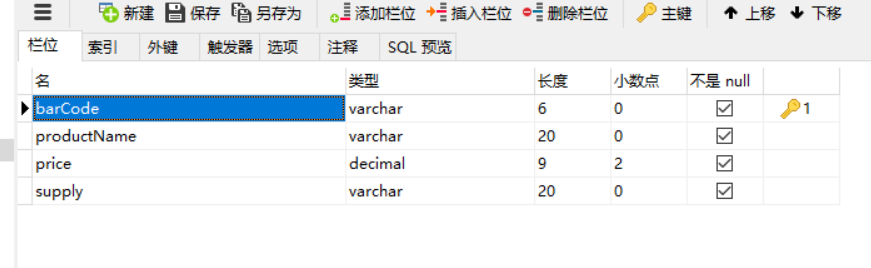 新建 保存 另存为 添加栏位 插入栏位 删除栏位 主键 上移 下移
栏位 索引 外键 触发器 选项 注释 SQL 预览
名 类型 长度 小数点 不是 null
barCode varchar 6 0 1
productName varchar 20 0
price decimal 9 2
supply varchar 20 0